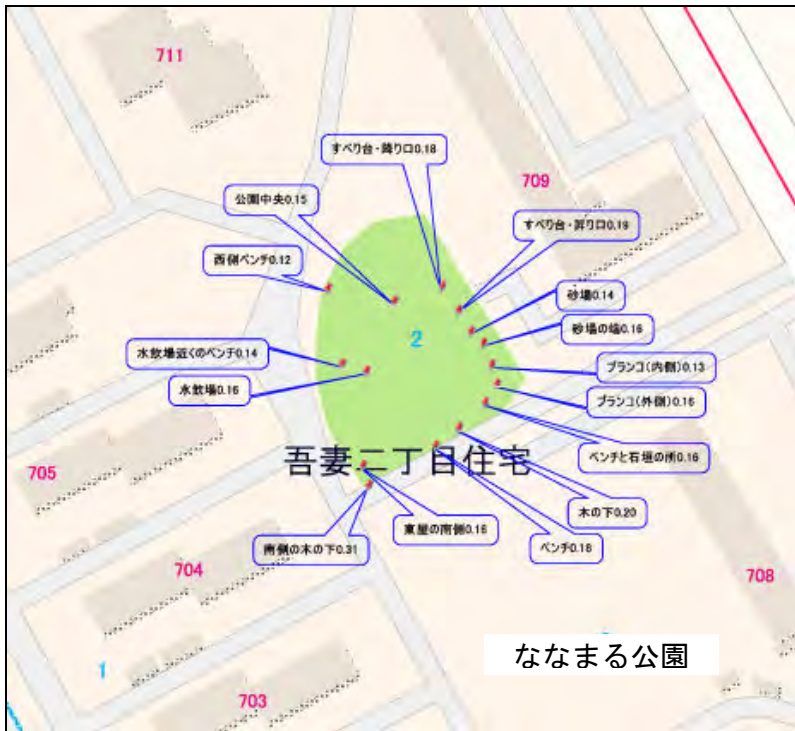 711
すべり台・降り口0.18
709
公園中央0.15
すべり台・昇り口0.19
西側ベンチ0.12
砂場0.14
砂場の端0.16
2
水飲場近くのベンチ0.14
ブランコ(内側)0.13
水飲場0.16
ブランコ(外側)0.16
吾妻二丁目住宅
ベンチと石垣の所0.16
705
木の下0.20
東屋の南側0.16
南側の木の下0.31
ベンチ0.18
704
708
ななまる公園
1
703